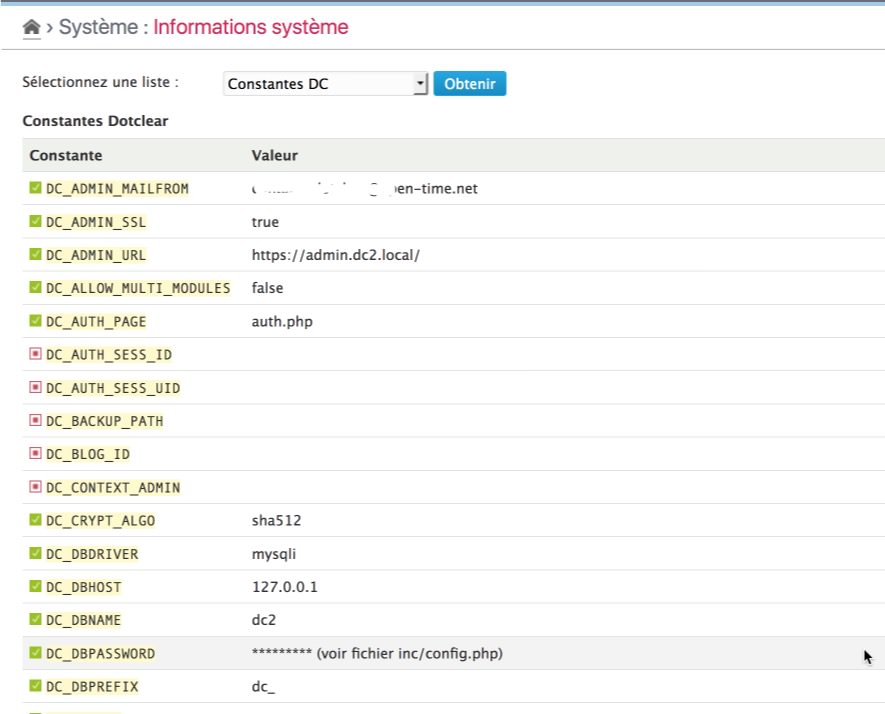 › Système : Informations système
Sélectionnez une liste : Constantes DC Obtenir
Constantes Dotclear
Constante Valeur
DC_ADMIN_MAILFROM en-time.net
DC_ADMIN_SSL true
DC_ADMIN_URL https://admin.dc2.local/
DC_ALLOW_MULTI_MODULES false
DC_AUTH_PAGE auth.php
DC_AUTH_SESS_ID
DC_AUTH_SESS_UID
DC_BACKUP_PATH
DC_BLOG_ID
DC_CONTEXT_ADMIN
DC_CRYPT_ALGO sha512
DC_DBDRIVER mysqli
DC_DBHOST 127.0.0.1
DC_DBNAME dc2
DC_DBPASSWORD ********* (voir fichier inc/config.php)
DC_DBPREFIX dc_